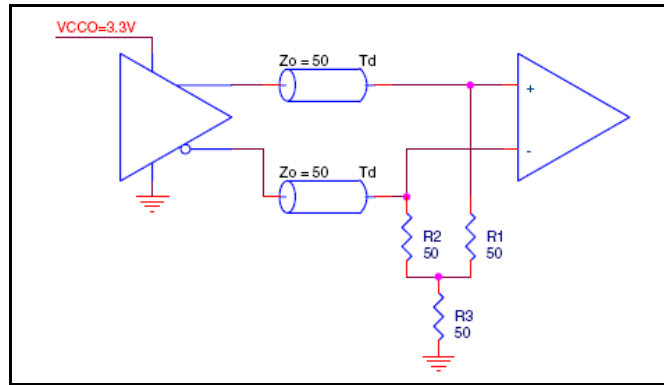 VCCO=3.3V
Zo = 50 Td
+
-
Zo = 50 Td
R2
50
R1
50
R3
50